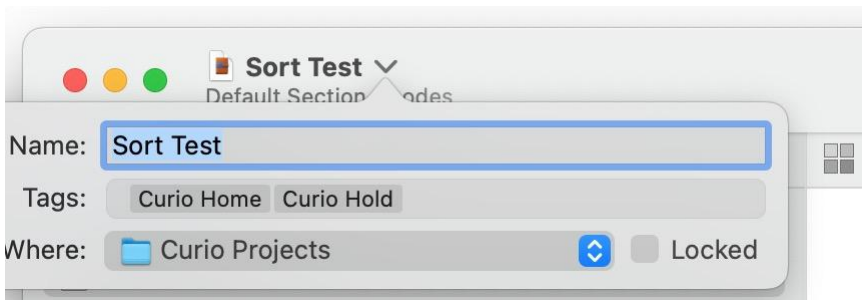 Sort Test
Default Section
Name: Sort Test
Tags: Curio Home Curio Hold
Where: Curio Projects Locked